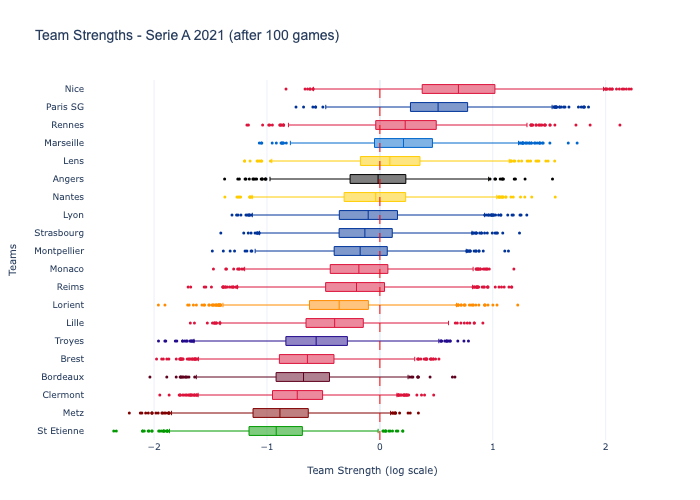 Team Strengths - Serie A 2021 (after 100 games)
Nice
Paris SG
Rennes
Marseille
Lens
Angers
Nantes
Lyon
Strasbourg
Montpellier
Monaco
Reims
Lorient
Lille
Troyes
Brest
Bordeaux
Clermont
Metz
St Etienne
Teams
−2 −1 0 1 2
Team Strength (log scale)